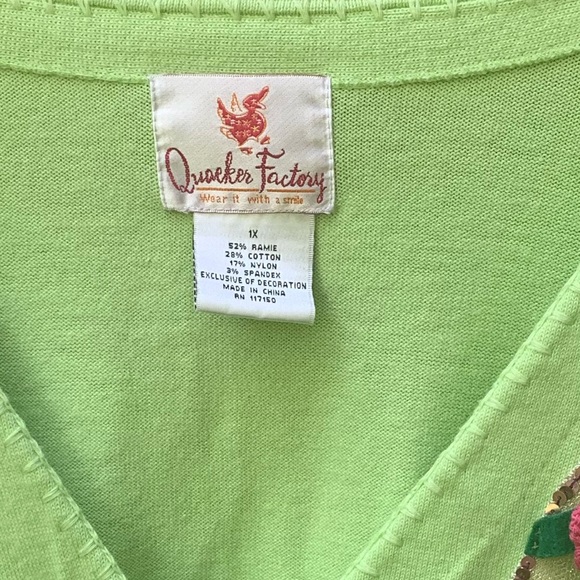 Quacker Factory
Wear it with a smile
1X
52% RAMIE
28% COTTON
17% NYLON
3% SPANDEX
EXCLUSIVE OF DECORATION
MADE IN CHINA
RN 117150